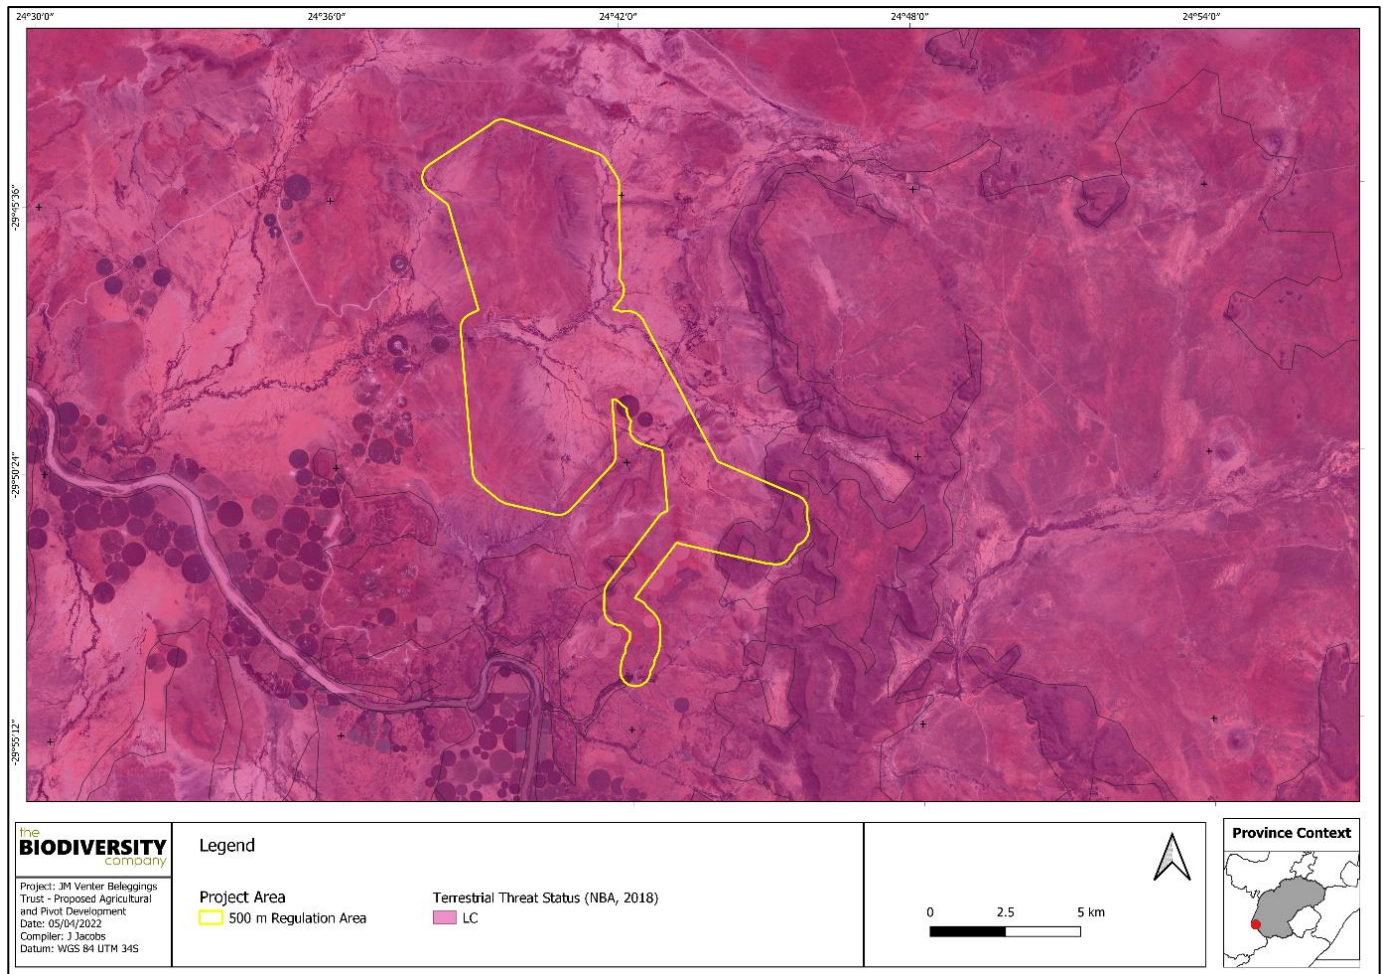 24°30'0" 24°36'0" 24°42'0" 24°48'0" 24°54'0"
-29°45'36"
-29°50'24"
-29°55'12"
the
BIODIVERSITY
company
Project: JM Venter Beleggings
Trust - Proposed Agricultural
and Pivot Development
Date: 05/04/2022
Compiler: J Jacobs
Datum: WGS 84 UTM 34S
Legend
Project Area
500 m Regulation Area
Terrestrial Threat Status (NBA, 2018)
LC
0 2.5 5 km
Province Context